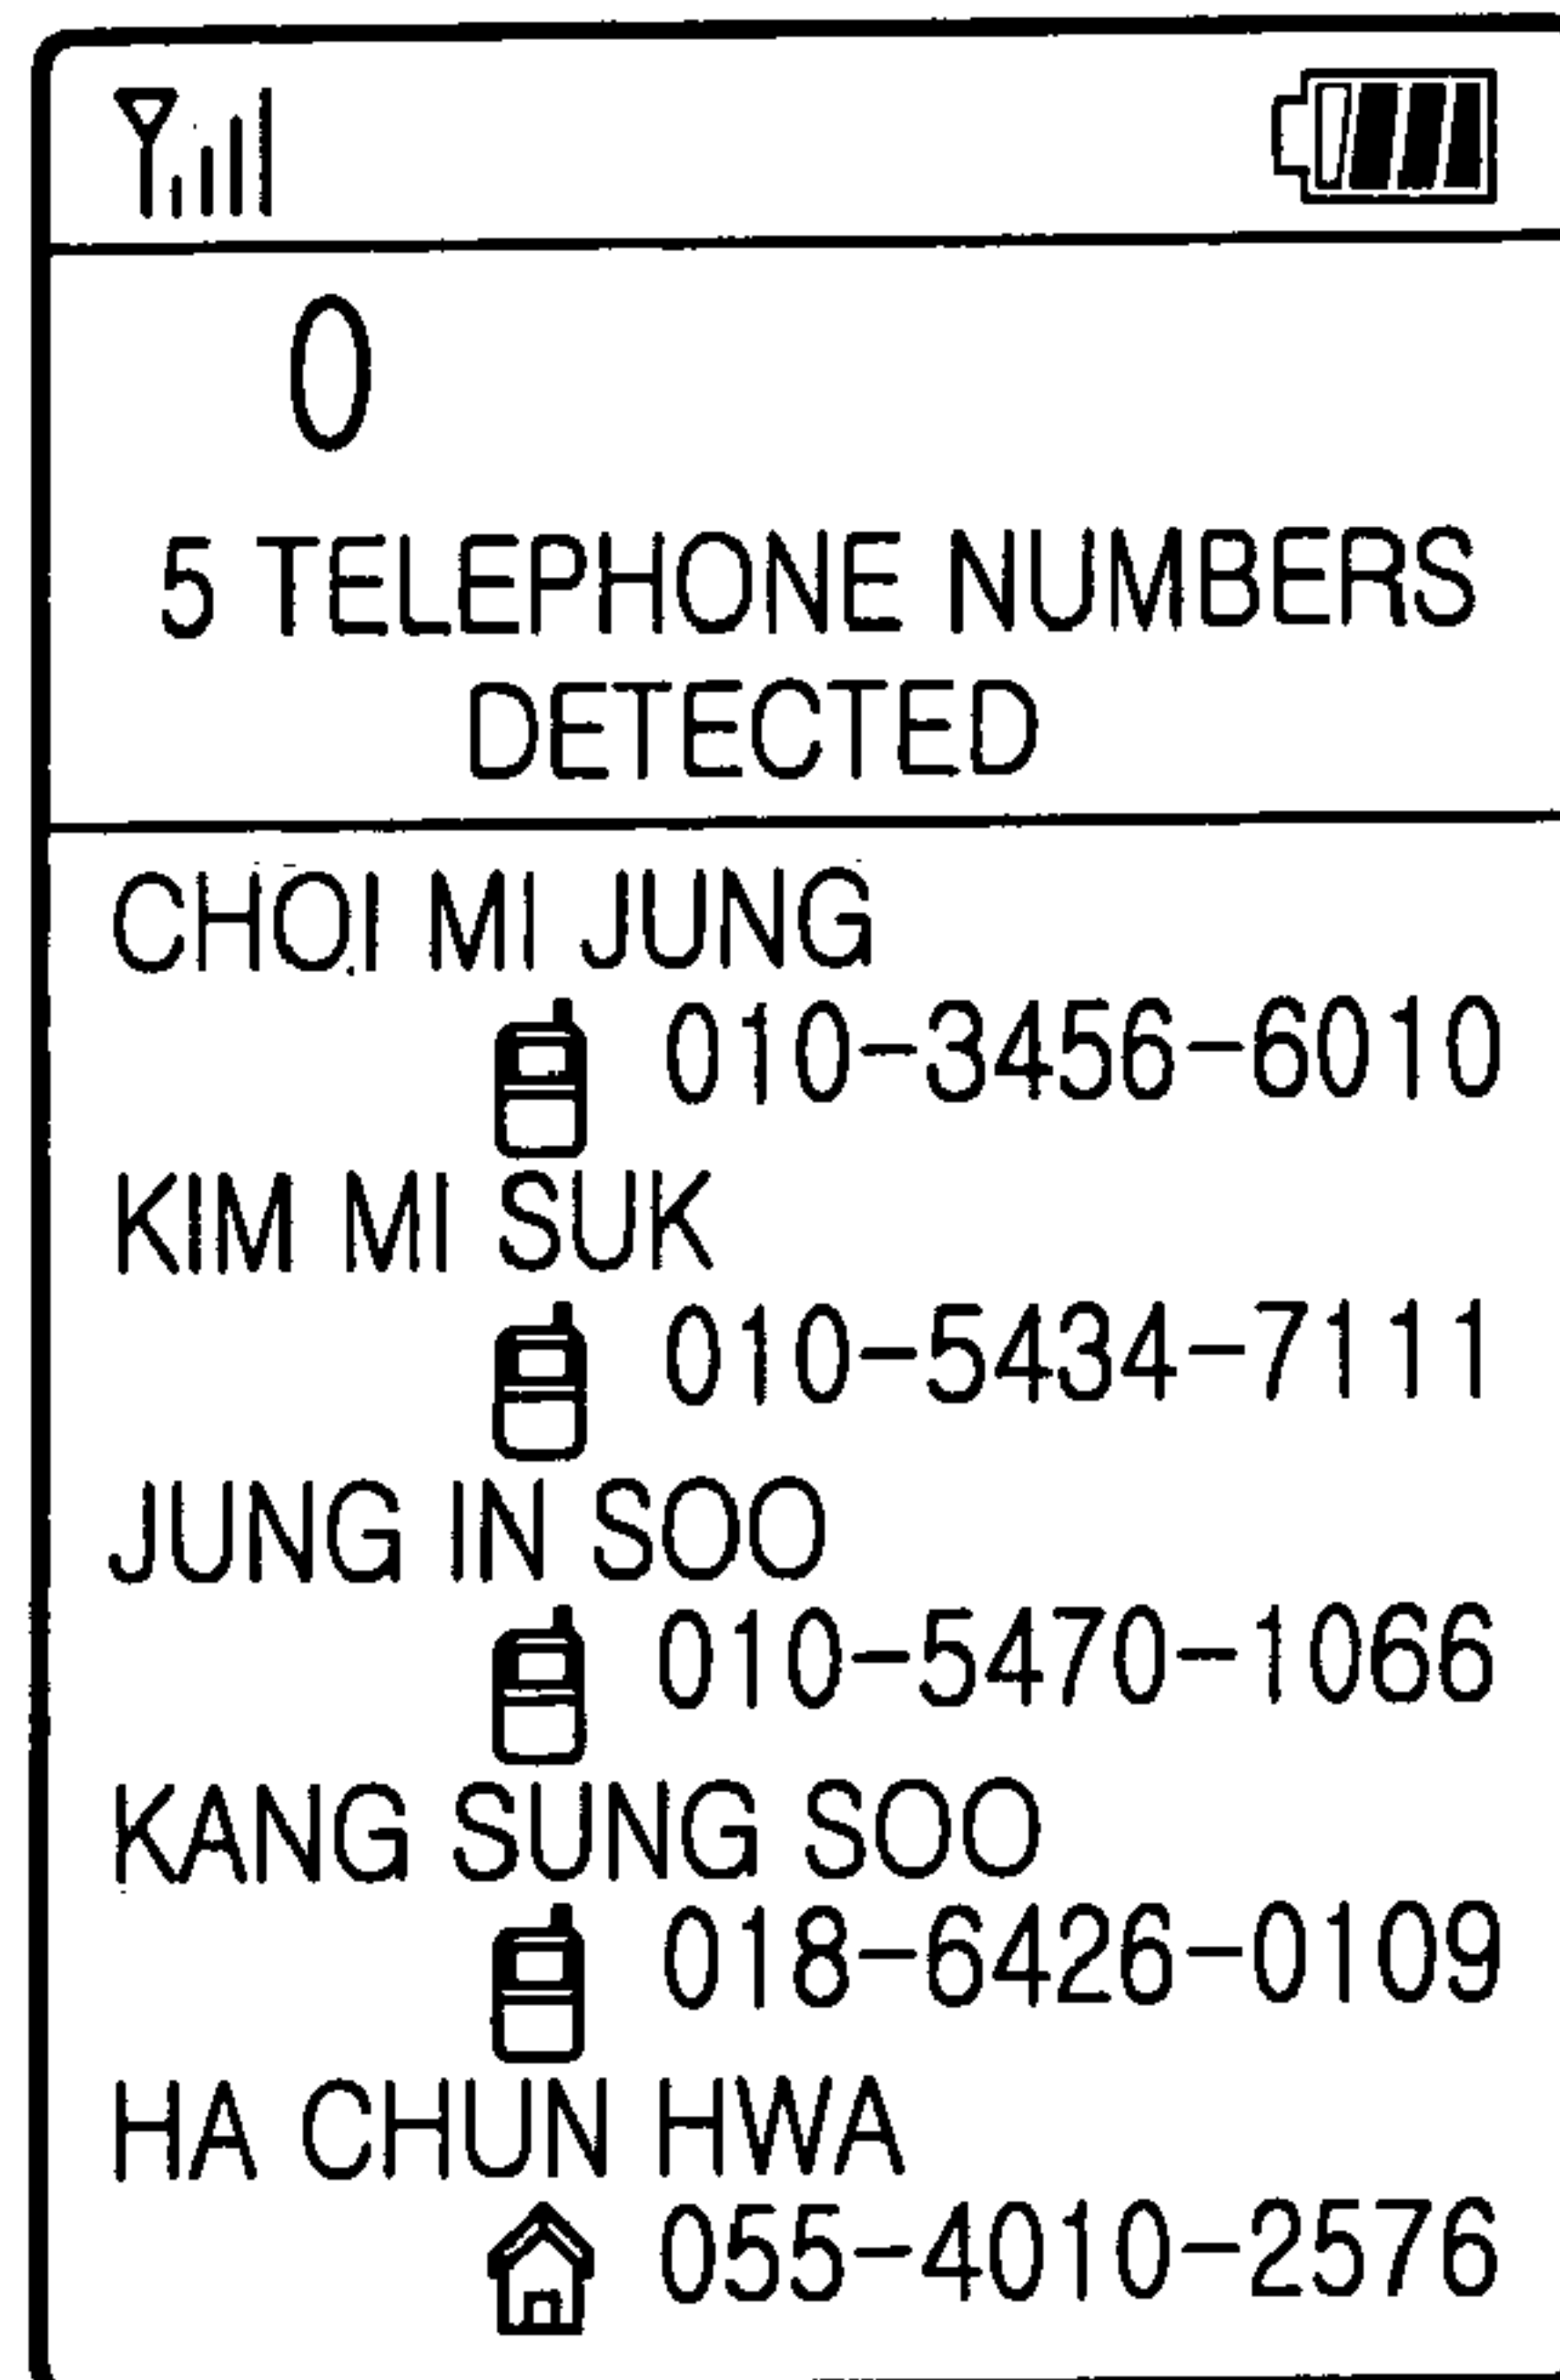 0
5 TELEPHONE NUMBERS
DETECTED
CHOI MI JUNG
010-3456-6010
KIM MI SUK
010-5434-7111
JUNG IN SOO
010-5470-1066
KANG SUNG SOO
018-6426-0109
HA CHUN HWA
055-4010-2576